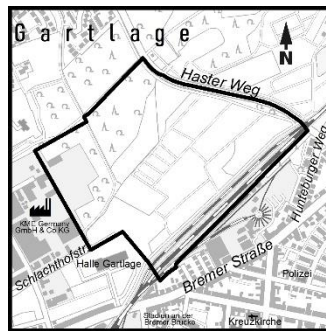 Gartlage
Haster Weg
N
Hunteburger Weg
KME Germany
GmbH & Co.KG
Schlachthofstr.
Halle Gartlage
Bremer Straße
Polizei
Stadion an der
Bremer Brücke
Kreuzkirche